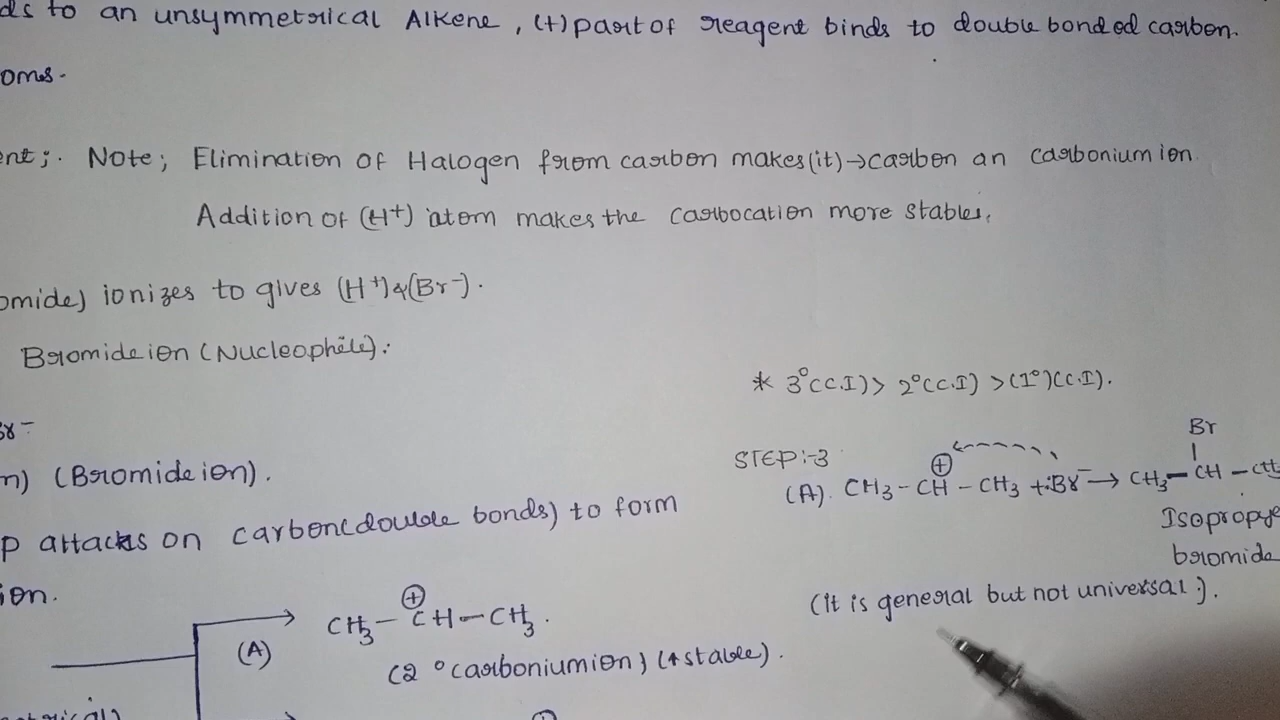 ds to an unsymmetrical Alkene, (+) part of reagent binds to double bonded carbon.
oms.
ent;. Note; Elimination of Halogen from carbon makes (it) → carbon an carbonium ion
Addition of (H+) atom makes the carbocation more stables.
omide) ionizes to gives (H+) & (Br-).
Bromide ion (Nucleophile):
* 3°(C.I) > 2°(C.I) > (1°)(C.I).
Br-
n) (Bromide ion).
STEP:-3
Br
(A). CH3 - CH - CH3 + :Br- → CH3 - CH - CH
⊕
Isopropye
bromide
p attacks on carbon(double bonds) to form
ion.
(it is general but not universal:).
⊕
CH3 - CH - CH3.
(A)
(2° carbonium ion) (↑ stable).